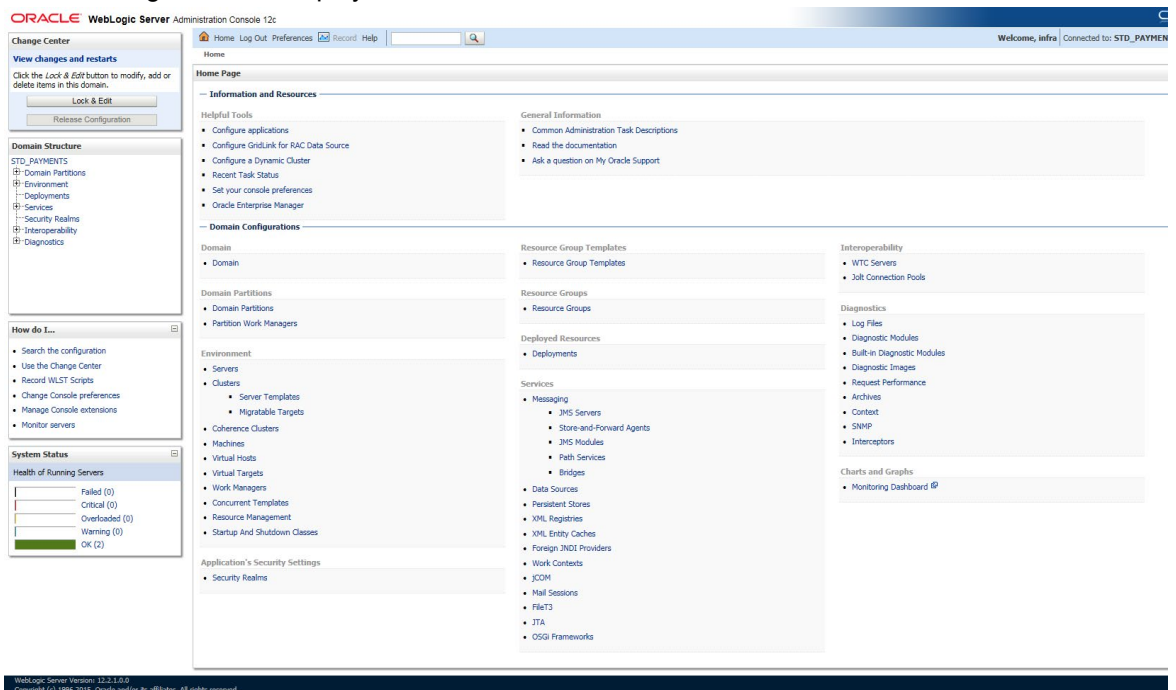 ORACLE WebLogic Server Administration Console 12c
Change Center
View changes and restarts
Click the Lock & Edit button to modify, add or
delete items in this domain.
Lock & Edit
Release Configuration
Domain Structure
STD_PAYMENTS
Domain Partitions
Environment
Deployments
Services
Security Realms
Interoperability
Diagnostics
How do I...
Search the configuration
Use the Change Center
Record WLST Scripts
Change Console preferences
Manage Console extensions
Monitor servers
System Status
Health of Running Servers
Failed (0)
Critical (0)
Overloaded (0)
Warning (0)
OK (2)
Home Log Out Preferences Record Help
Welcome, infra Connected to: STD_PAYMEN
Home
Home Page
Information and Resources
Helpful Tools
Configure applications
Configure GridLink for RAC Data Source
Configure a Dynamic Cluster
Recent Task Status
Set your console preferences
Oracle Enterprise Manager
General Information
Common Administration Task Descriptions
Read the documentation
Ask a question on My Oracle Support
Domain Configurations
Domain
Domain
Domain Partitions
Domain Partitions
Partition Work Managers
Environment
Servers
Clusters
Server Templates
Migratable Targets
Coherence Clusters
Machines
Virtual Hosts
Virtual Targets
Work Managers
Concurrent Templates
Resource Management
Startup And Shutdown Classes
Application's Security Settings
Security Realms
Resource Group Templates
Resource Group Templates
Resource Groups
Resource Groups
Deployed Resources
Deployments
Services
Messaging
JMS Servers
Store-and-Forward Agents
JMS Modules
Path Services
Bridges
Data Sources
Persistent Stores
XML Registries
XML Entity Caches
Foreign JNDI Providers
Work Contexts
jCOM
Mail Sessions
FileT3
JTA
OSGi Frameworks
Interoperability
WTC Servers
Jolt Connection Pools
Diagnostics
Log Files
Diagnostic Modules
Built-in Diagnostic Modules
Diagnostic Images
Request Performance
Archives
Context
SNMP
Interceptors
Charts and Graphs
Monitoring Dashboard
WebLogic Server Version: 12.2.1.0.0
Copyright (c) 1996,2015, Oracle and/or its affiliates. All rights reserved.